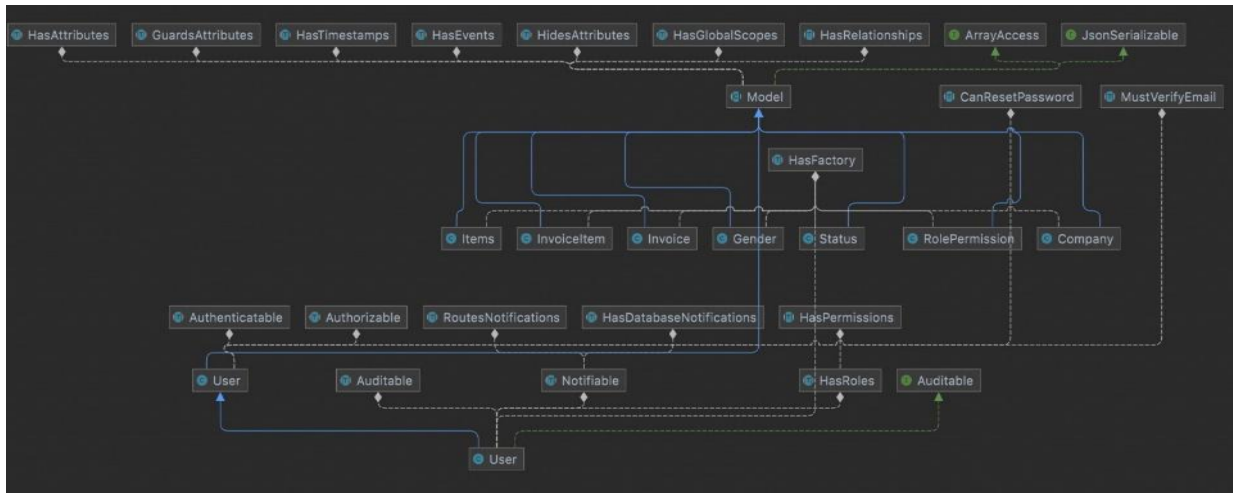 HasAttributes
GuardsAttributes
HasTimestamps
HasEvents
HidesAttributes
HasGlobalScopes
HasRelationships
ArrayAccess
JsonSerializable
Model
CanResetPassword
MustVerifyEmail
HasFactory
Items
InvoiceItem
Invoice
Gender
Status
RolePermission
Company
Authenticatable
Authorizable
RoutesNotifications
HasDatabaseNotifications
HasPermissions
User
Auditable
Notifiable
HasRoles
Auditable
User